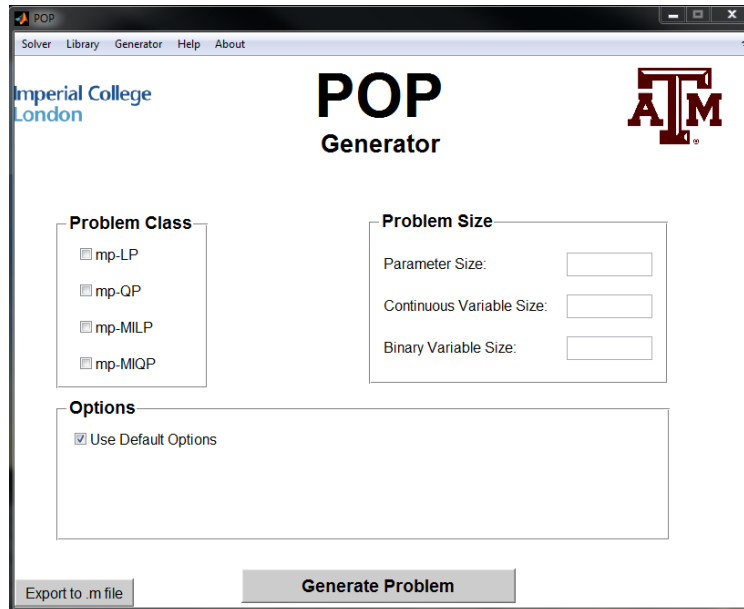 POP
Solver Library Generator Help About
Imperial College
London
POP
Generator
ATM
Problem Class
mp-LP
mp-QP
mp-MILP
mp-MIQP
Problem Size
Parameter Size:
Continuous Variable Size:
Binary Variable Size:
Options
Use Default Options
Export to .m file
Generate Problem